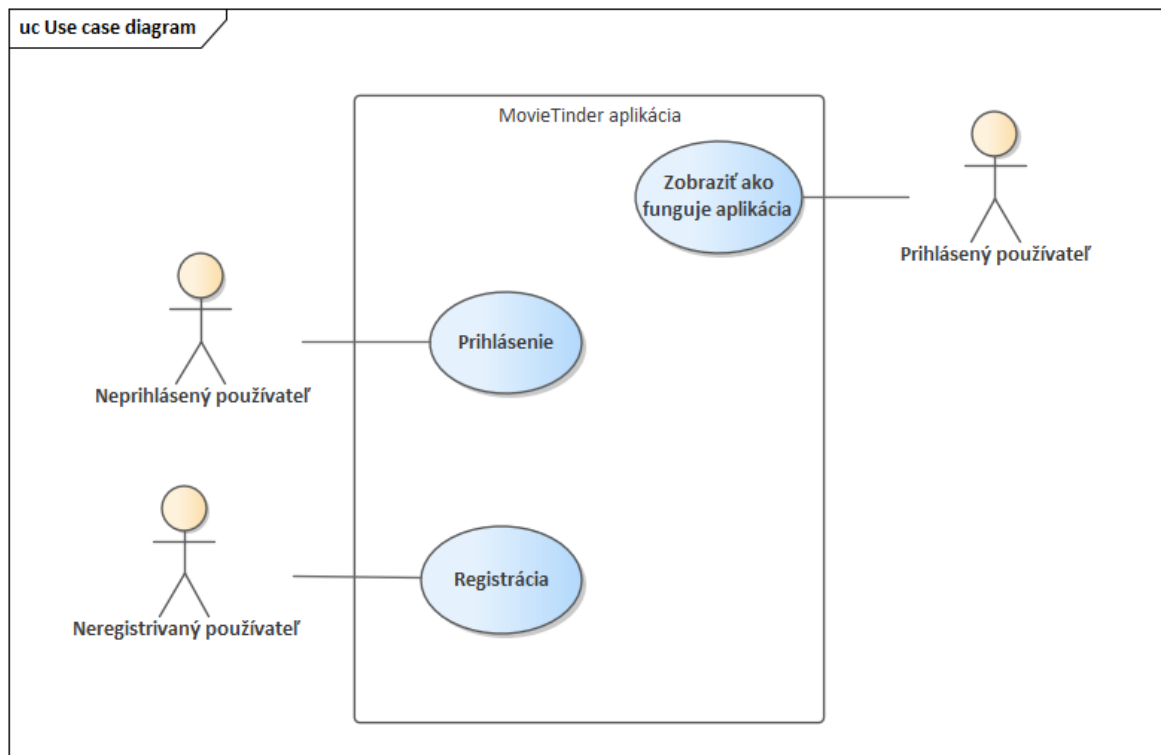 uc Use case diagram
MovieTinder aplikácia
Zobraziť ako
funguje aplikácia
Prihlásený používateľ
Prihlásenie
Neprihlásený používateľ
Registrácia
Neregistrivaný používateľ